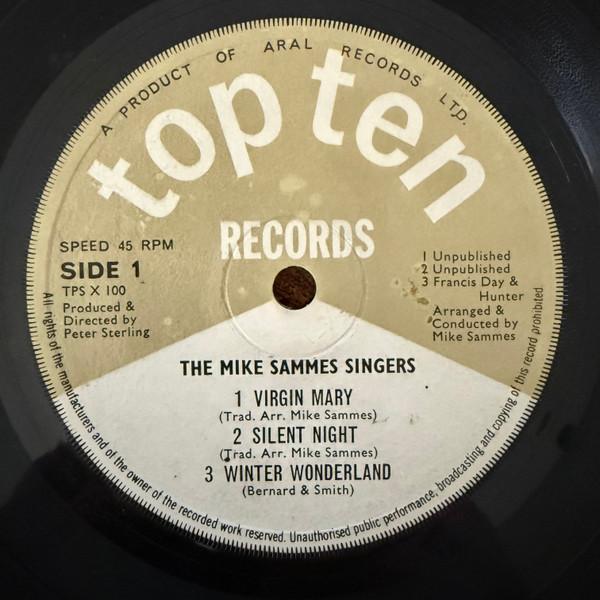 A PRODUCT OF ARAL RECORDS LTD.
top ten
RECORDS
SPEED 45 RPM
SIDE 1
TPS X 100
Produced &
Directed by
Peter Sterling
1 Unpublished
2 Unpublished
3 Francis Day &
Hunter
Arranged &
Conducted by
Mike Sammes
THE MIKE SAMMES SINGERS
1 VIRGIN MARY
(Trad. Arr. Mike Sammes)
2 SILENT NIGHT
(Trad. Arr. Mike Sammes)
3 WINTER WONDERLAND
(Bernard & Smith)
All rights of the manufacturers and of the owner of the recorded work reserved. Unauthorised public performance, broadcasting and copying of this record prohibited